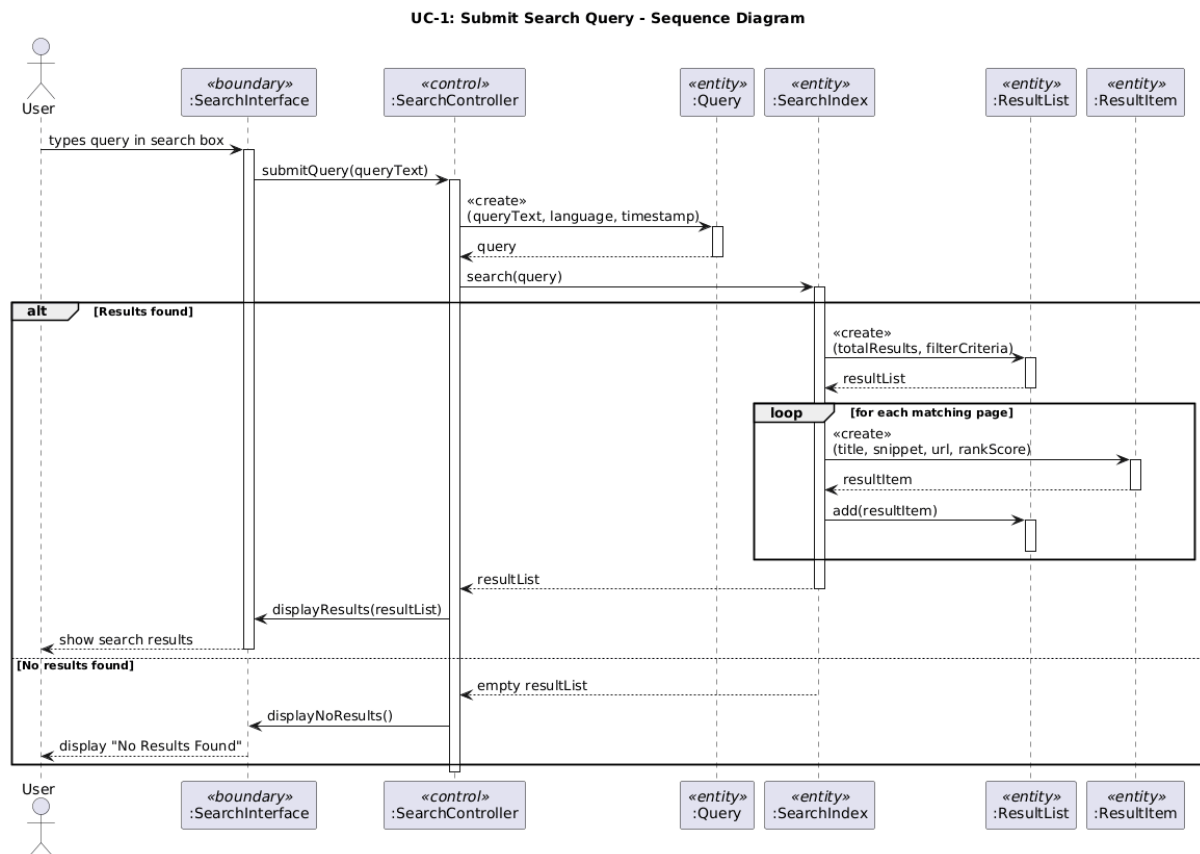 UC-1: Submit Search Query - Sequence Diagram
User
«boundary»
:SearchInterface
«control»
:SearchController
«entity»
:Query
«entity»
:SearchIndex
«entity»
:ResultList
«entity»
:ResultItem
types query in search box
submitQuery(queryText)
«create»
(queryText, language, timestamp)
query
search(query)
alt [Results found]
«create»
(totalResults, filterCriteria)
resultList
loop [for each matching page]
«create»
(title, snippet, url, rankScore)
resultItem
add(resultItem)
resultList
displayResults(resultList)
show search results
[No results found]
empty resultList
displayNoResults()
display "No Results Found"
User
«boundary»
:SearchInterface
«control»
:SearchController
«entity»
:Query
«entity»
:SearchIndex
«entity»
:ResultList
«entity»
:ResultItem